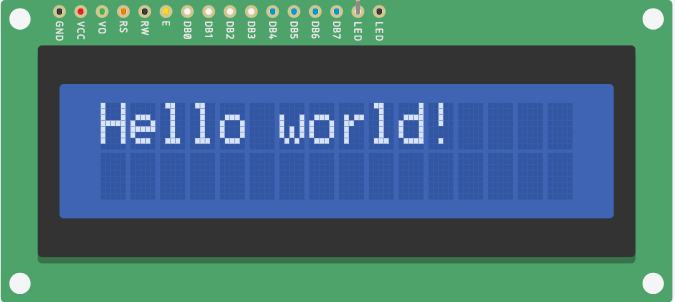 GND VCC VO RS RW E DB0 DB1 DB2 DB3 DB4 DB5 DB6 DB7 LED LED
Hello world!